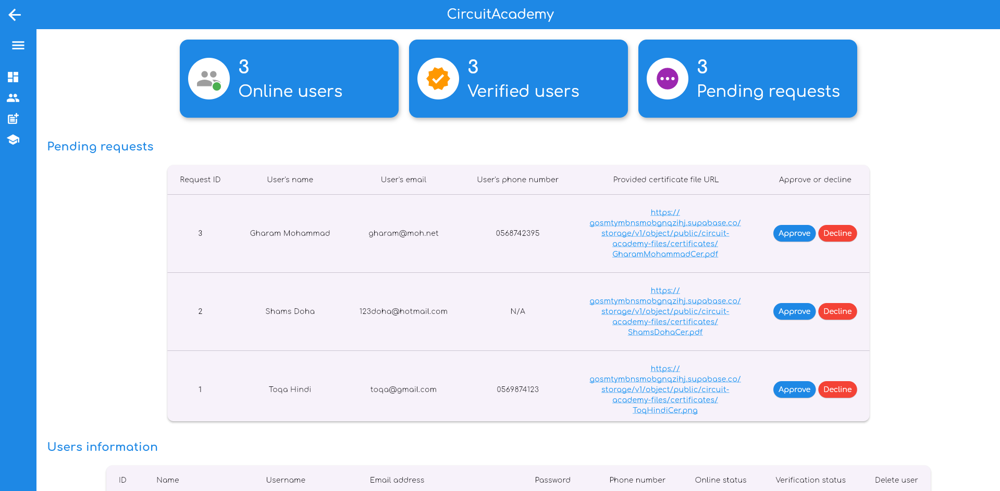 CircuitAcademy
3
Online users
3
Verified users
3
Pending requests
Pending requests
Request ID User's name User's email User's phone number Provided certificate file URL Approve or decline
3 Gharam Mohammad gharam@moh.net 0568742395 https://
gosmtymbnsmobgnqzihj.supabase.co/
storage/v1/object/public/circuit-
academy-files/certificates/
GharamMohammadCer.pdf Approve Decline
2 Shams Doha 123doha@hotmail.com N/A https://
gosmtymbnsmobgnqzihj.supabase.co/
storage/v1/object/public/circuit-
academy-files/certificates/
ShamsDohaCer.pdf Approve Decline
1 Toqa Hindi toqa@gmail.com 0569874123 https://
gosmtymbnsmobgnqzihj.supabase.co/
storage/v1/object/public/circuit-
academy-files/certificates/
ToqHindiCer.png Approve Decline
Users information
ID Name Username Email address Password Phone number Online status Verification status Delete user